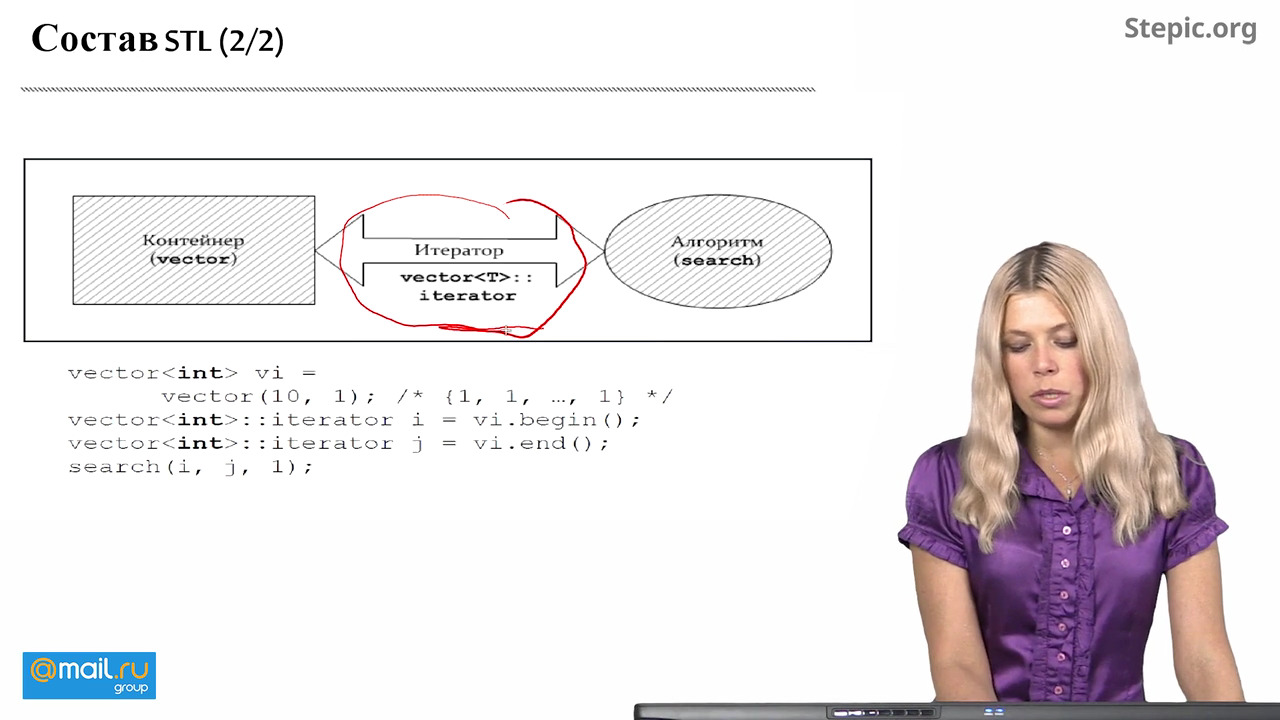 Состав STL (2/2)
Stepic.org
Контейнер
(vector)
Итератор
vector<T>::
iterator
Алгоритм
(search)
vector<int> vi =
vector(10, 1); /* {1, 1, …, 1} */
vector<int>::iterator i = vi.begin();
vector<int>::iterator j = vi.end();
search(i, j, 1);
@mail.ru
group